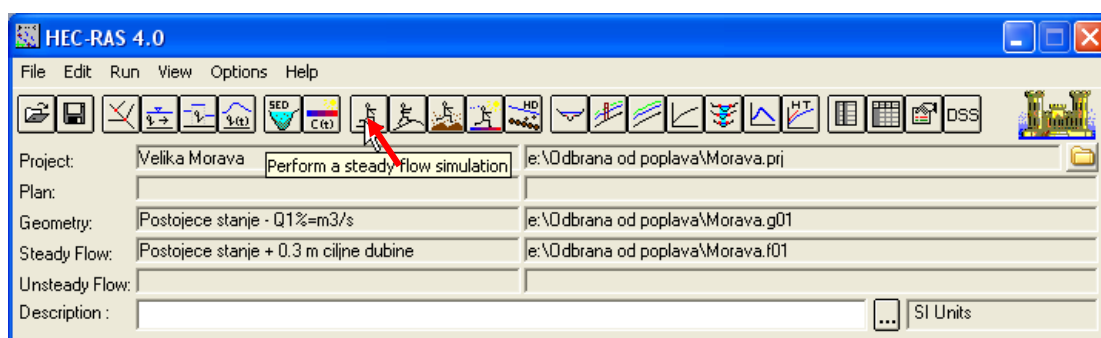 HEC-RAS 4.0
File Edit Run View Options Help
SED C(t) HD HT DSS
Project: Velika Morava e:\Odbrana od poplava\Morava.prj
Perform a steady flow simulation
Plan:
Geometry: Postojece stanje - Q1%=m3/s e:\Odbrana od poplava\Morava.g01
Steady Flow: Postojece stanje + 0.3 m ciljne dubine e:\Odbrana od poplava\Morava.f01
Unsteady Flow:
Description : ... SI Units